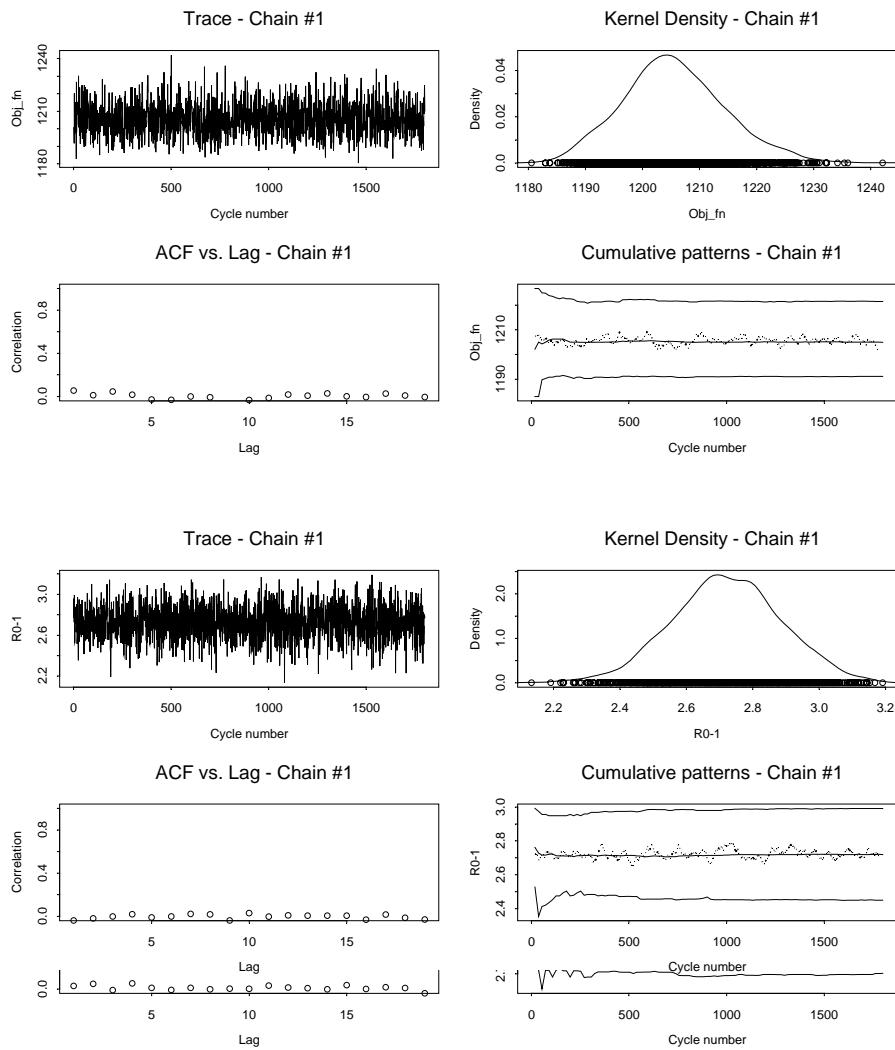 Trace - Chain #1
Obj_fn
1180 1210 1240
0 500 1000 1500
Cycle number
Kernel Density - Chain #1
Density
0.0 0.02 0.04
1180 1190 1200 1210 1220 1230 1240
Obj_fn
ACF vs. Lag - Chain #1
Correlation
0.0 0.4 0.8
5 10 15
Lag
Cumulative patterns - Chain #1
Obj_fn
1190 1210
0 500 1000 1500
Cycle number
Trace - Chain #1
R0-1
2.2 2.6 3.0
0 500 1000 1500
Cycle number
Kernel Density - Chain #1
Density
0.0 1.0 2.0
2.2 2.4 2.6 2.8 3.0 3.2
R0-1
ACF vs. Lag - Chain #1
Correlation
0.0 0.4 0.8
5 10 15
Lag
Cumulative patterns - Chain #1
R0-1
2.4 2.6 2.8 3.0
0 500 1000 1500
Cycle number
0.0
5 10 15
Lag
0 500 1000 1500
Cycle number